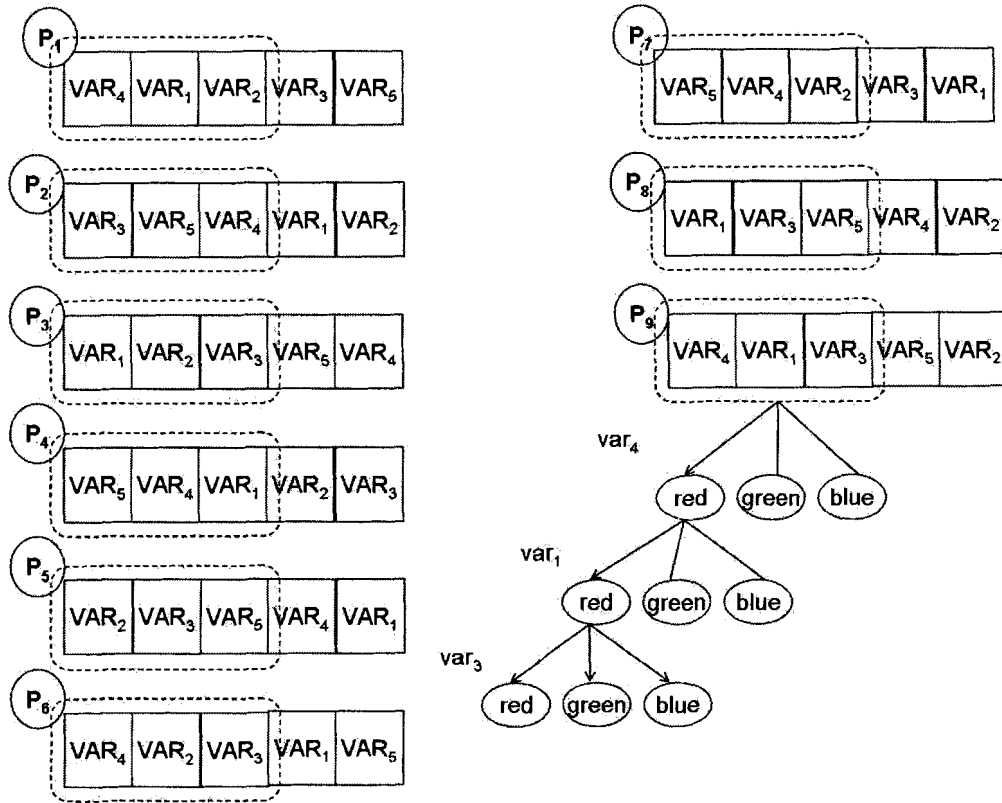 P₁
VAR₄ VAR₁ VAR₂ VAR₃ VAR₅
P₂
VAR₃ VAR₅ VAR₄ VAR₁ VAR₂
P₃
VAR₁ VAR₂ VAR₃ VAR₅ VAR₄
P₄
VAR₅ VAR₄ VAR₁ VAR₂ VAR₃
P₅
VAR₂ VAR₃ VAR₅ VAR₄ VAR₁
P₆
VAR₄ VAR₂ VAR₃ VAR₁ VAR₅
P₇
VAR₅ VAR₄ VAR₂ VAR₃ VAR₁
P₈
VAR₁ VAR₃ VAR₅ VAR₄ VAR₂
P₉
VAR₄ VAR₁ VAR₃ VAR₅ VAR₂
var₄
red green blue
var₁
red green blue
var₃
red green blue